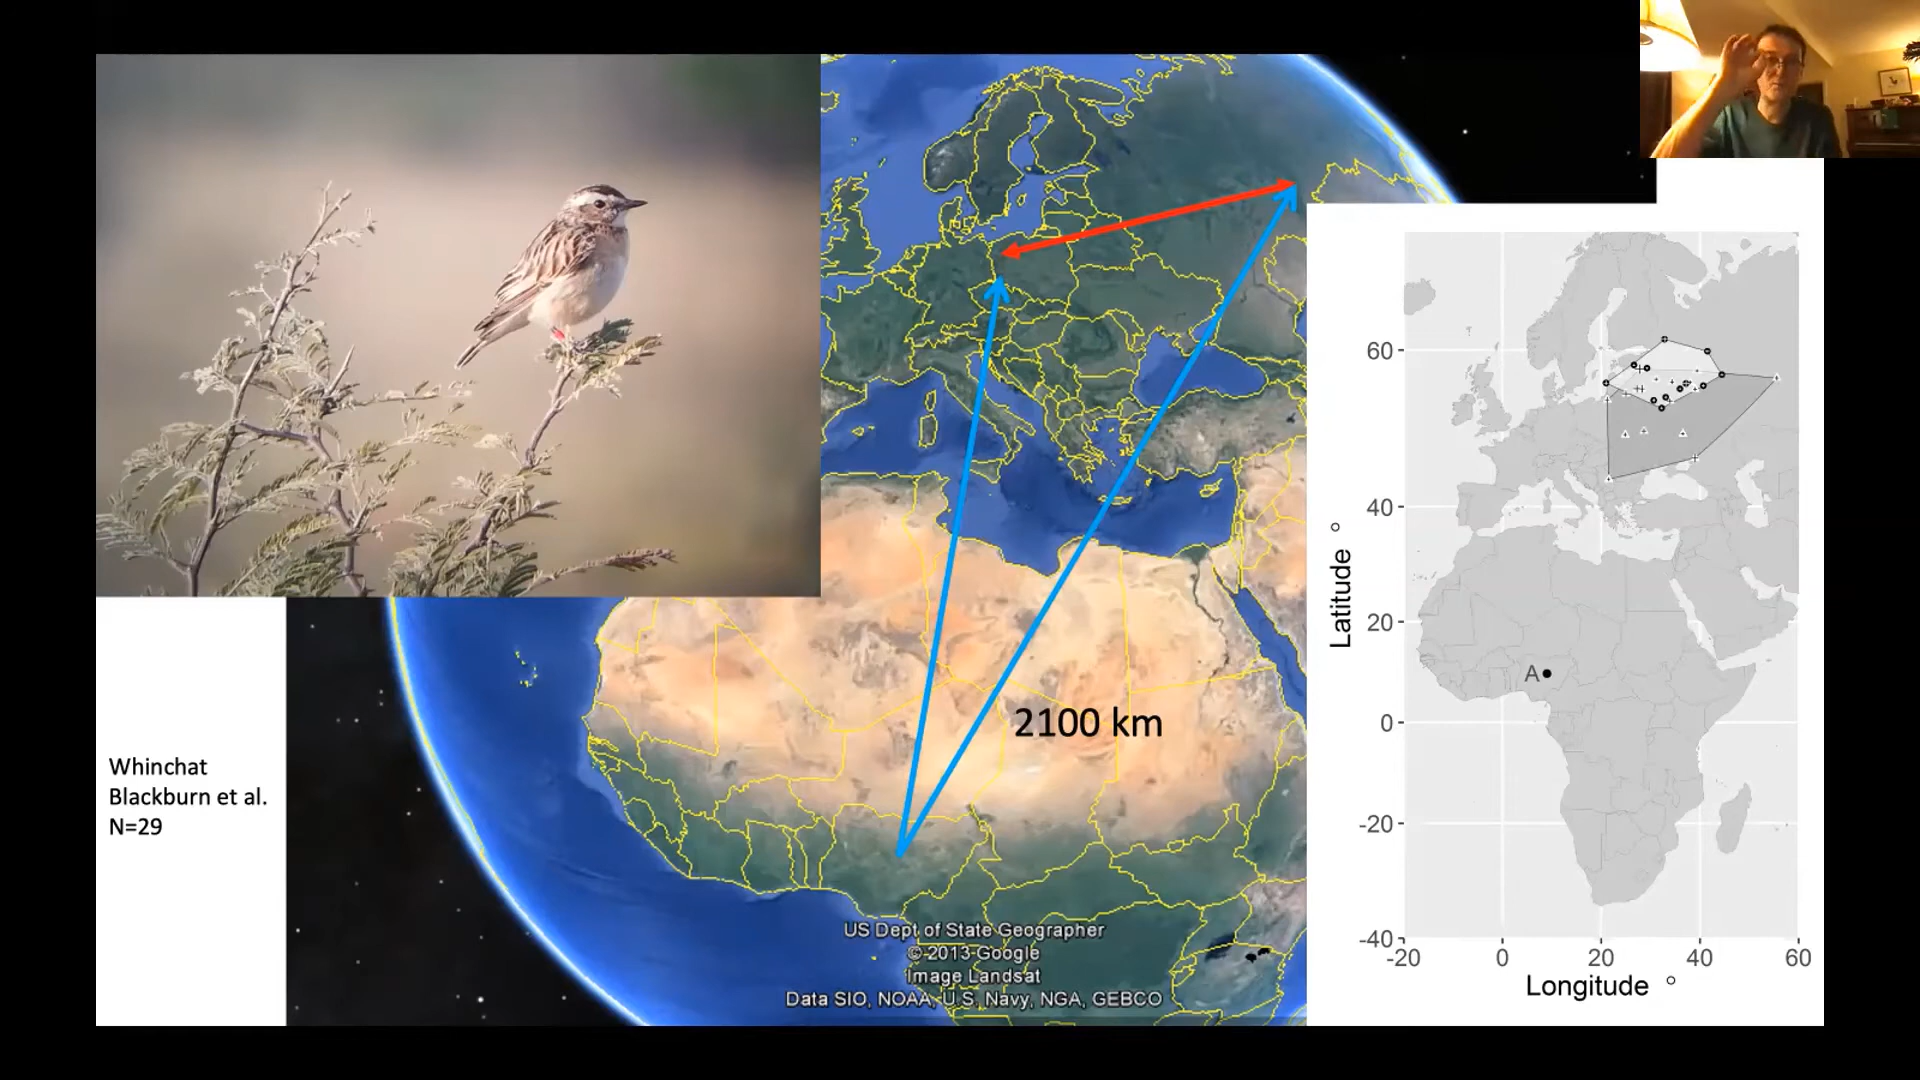 Whinchat
Blackburn et al.
N=29
2100 km
US Dept of State Geographer
© 2013 Google
Image Landsat
Data SIO, NOAA, U.S. Navy, NGA, GEBCO
60
40
20
0
-20
-40
Latitude °
A
-20 0 20 40 60
Longitude °